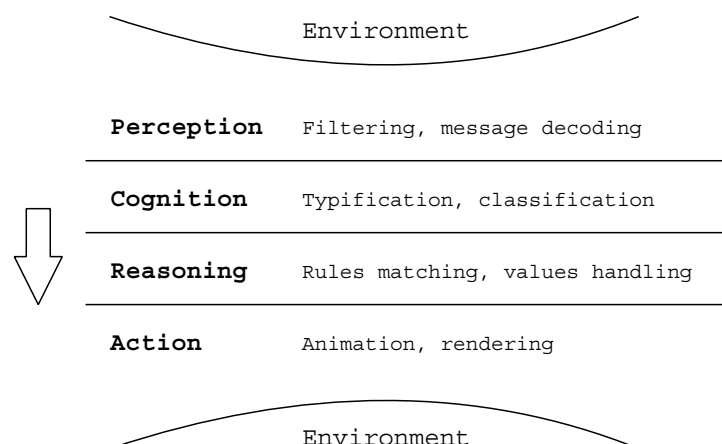 Environment
Perception Filtering, message decoding
Cognition Typification, classification
Reasoning Rules matching, values handling
Action Animation, rendering
Environment